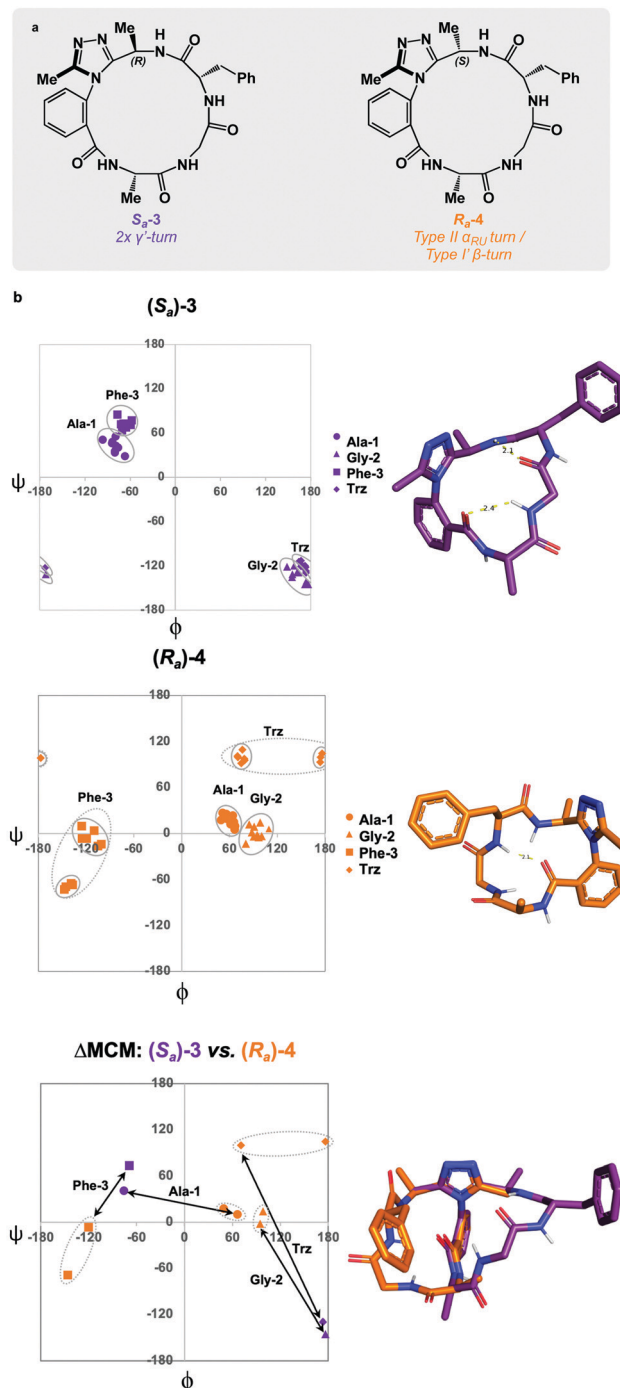 a
Me
N
N
(R)
NH
O
Me
N
Ph
NH
O
O
HN
NH
Me
O
Sa-3
2x γ'-turn
Me
N
N
(S)
NH
O
Me
N
Ph
NH
O
O
HN
NH
Me
O
Ra-4
Type II αRU turn /
Type I' β-turn
b
(Sa)-3
180
Phe-3
120
Ala-1
60
ψ -180 -120 -60 0 60 120 180
-60
Trz
-120
Gly-2
-180
ϕ
Ala-1
Gly-2
Phe-3
Trz
2.1
2.4
(Ra)-4
180
Trz
120
Phe-3
60
Ala-1
Gly-2
ψ -180 -120 -60 0 60 120 180
-60
-120
-180
ϕ
Ala-1
Gly-2
Phe-3
Trz
2.1
ΔMCM: (Sa)-3 vs. (Ra)-4
180
120
Phe-3
60
Ala-1
ψ -180 -120 -60 0 60 120 180
Trz
-60
Gly-2
-120
-180
ϕ